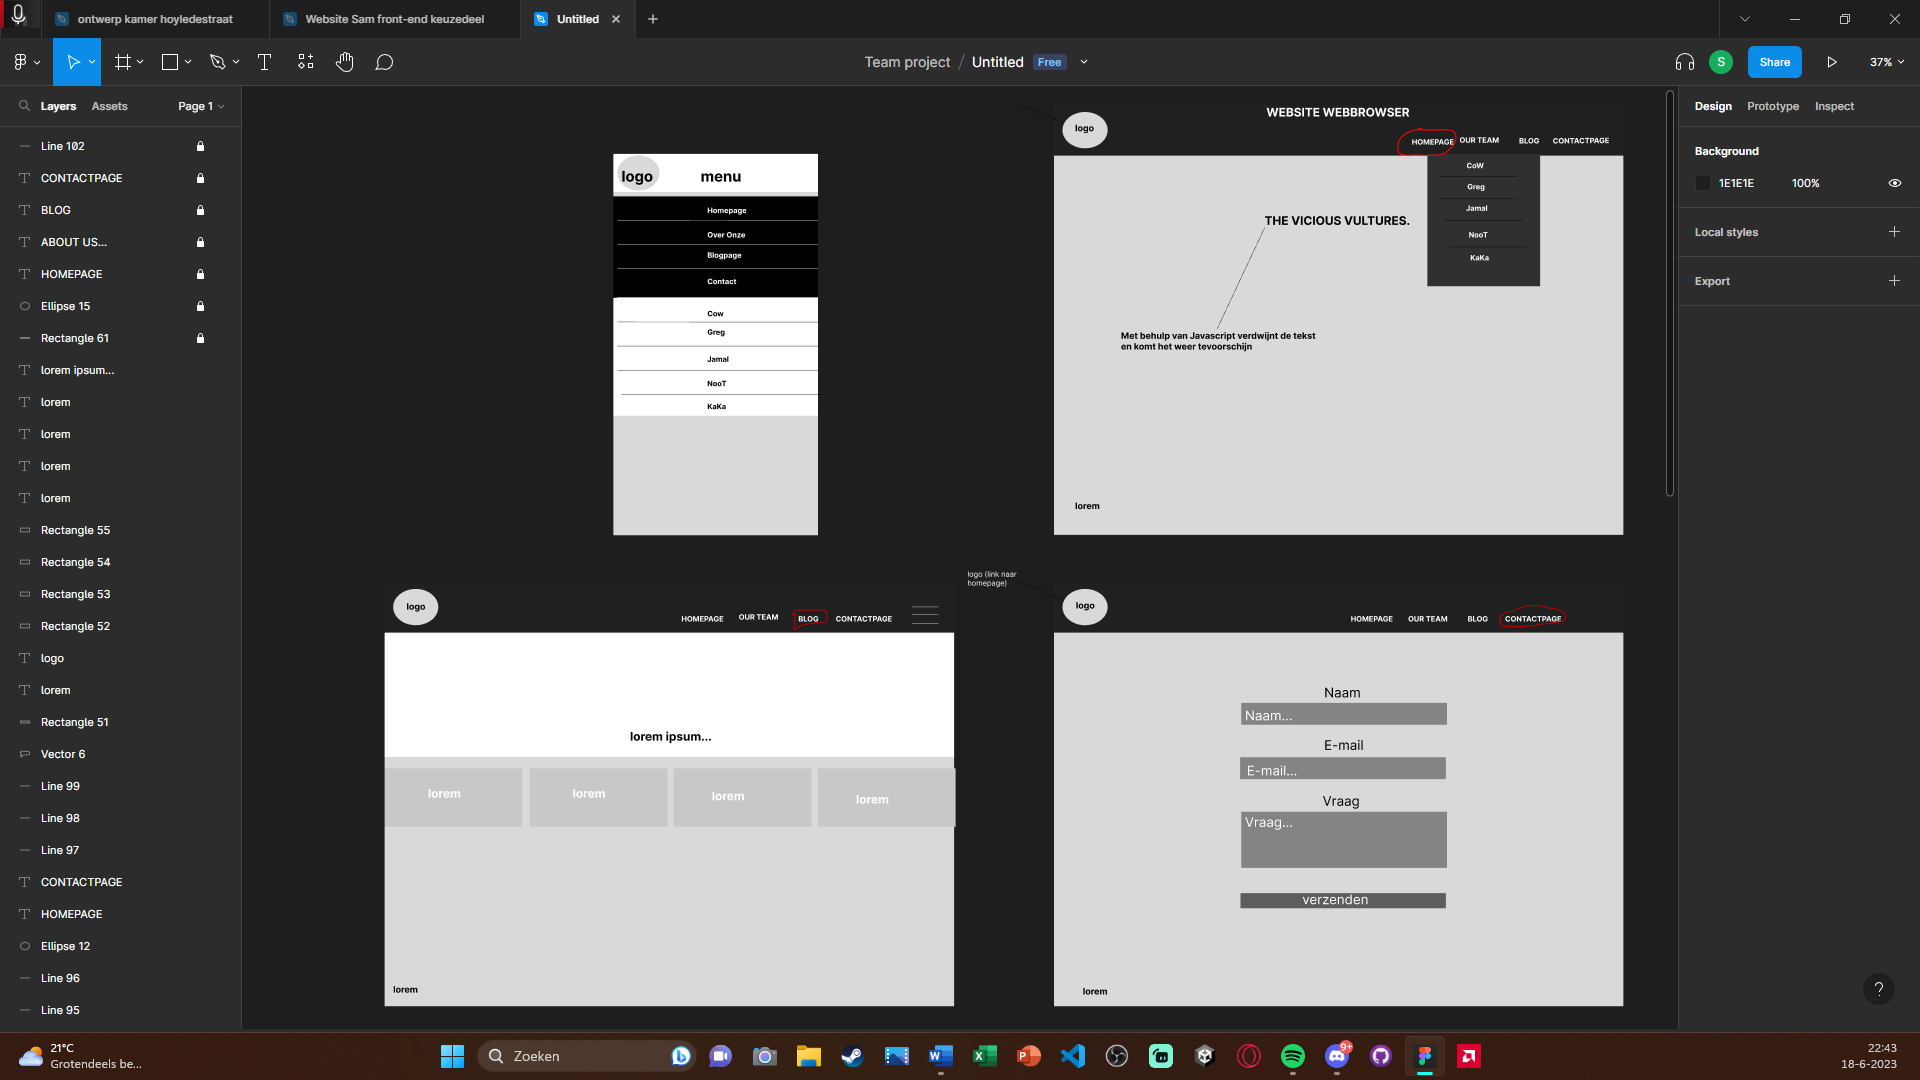 ontwerp kamer hoyledestraat
Website Sam front-end keuzedeel
Untitled
Team project / Untitled
Free
S
Share
37%
Layers
Assets
Page 1
Line 102
CONTACTPAGE
BLOG
ABOUT US...
HOMEPAGE
Ellipse 15
Rectangle 61
lorem ipsum...
lorem
lorem
lorem
lorem
Rectangle 55
Rectangle 54
Rectangle 53
Rectangle 52
logo
lorem
Rectangle 51
Vector 6
Line 99
Line 98
Line 97
CONTACTPAGE
HOMEPAGE
Ellipse 12
Line 96
Line 95
logo
menu
Homepage
Over Onze
Blogpage
Contact
Cow
Greg
Jamal
NooT
KaKa
WEBSITE WEBBROWSER
logo
HOMEPAGE
OUR TEAM
BLOG
CONTACTPAGE
CoW
Greg
Jamal
NooT
KaKa
THE VICIOUS VULTURES.
Met behulp van Javascript verdwijnt de tekst
en komt het weer tevoorschijn
lorem
logo
HOMEPAGE
OUR TEAM
BLOG
CONTACTPAGE
lorem ipsum...
lorem
lorem
lorem
lorem
lorem
logo (link naar
homepage)
logo
HOMEPAGE
OUR TEAM
BLOG
CONTACTPAGE
Naam
Naam...
E-mail
E-mail...
Vraag
Vraag...
verzenden
lorem
Design
Prototype
Inspect
Background
1E1E1E
100%
Local styles
Export
?
21°C
Grotendeels be...
Zoeken
9+
22:43
18-6-2023